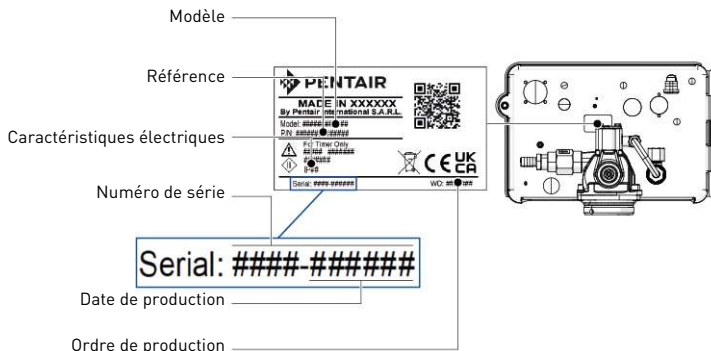 Modèle
Référence
Caractéristiques électriques
Numéro de série
Date de production
Ordre de production
PENTAIR
MADE IN XXXXXX
By Pentair International S.A.R.L.
Model: #####
P/N: ######
For Timer Only
Serial: ####-######
WO:
CE UK CA
Serial: ####-######